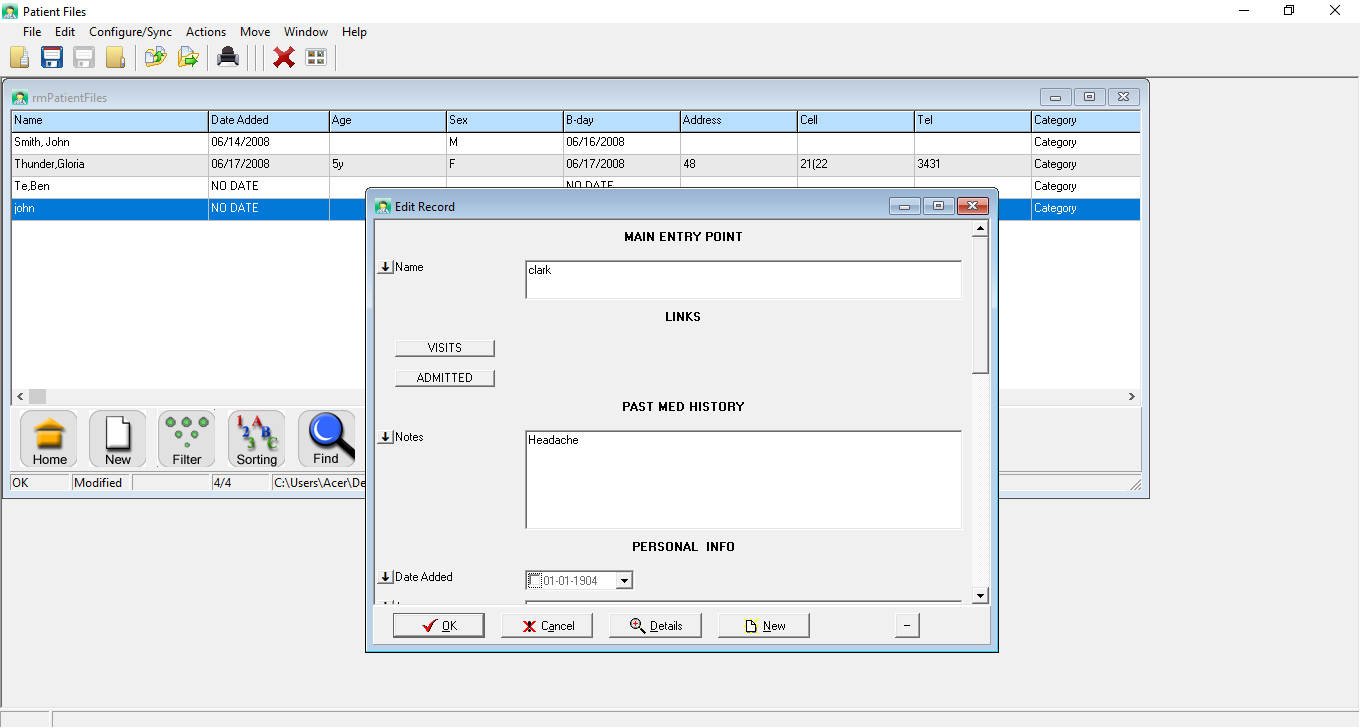 Patient Files
File Edit Configure/Sync Actions Move Window Help
rmPatientFiles
Name Date Added Age Sex B-day Address Cell Tel Category
Smith, John 06/14/2008 M 06/16/2008 Category
Thunder,Gloria 06/17/2008 5y F 06/17/2008 48 21(22 3431 Category
Te,Ben NO DATE NO DATE Category
john NO DATE Category
Edit Record
MAIN ENTRY POINT
Name clark
LINKS
VISITS
ADMITTED
PAST MED HISTORY
Notes Headache
PERSONAL INFO
Date Added 01-01-1904
OK Cancel Details New
Home New Filter Sorting Find
OK Modified 4/4 C:\Users\Acer\De